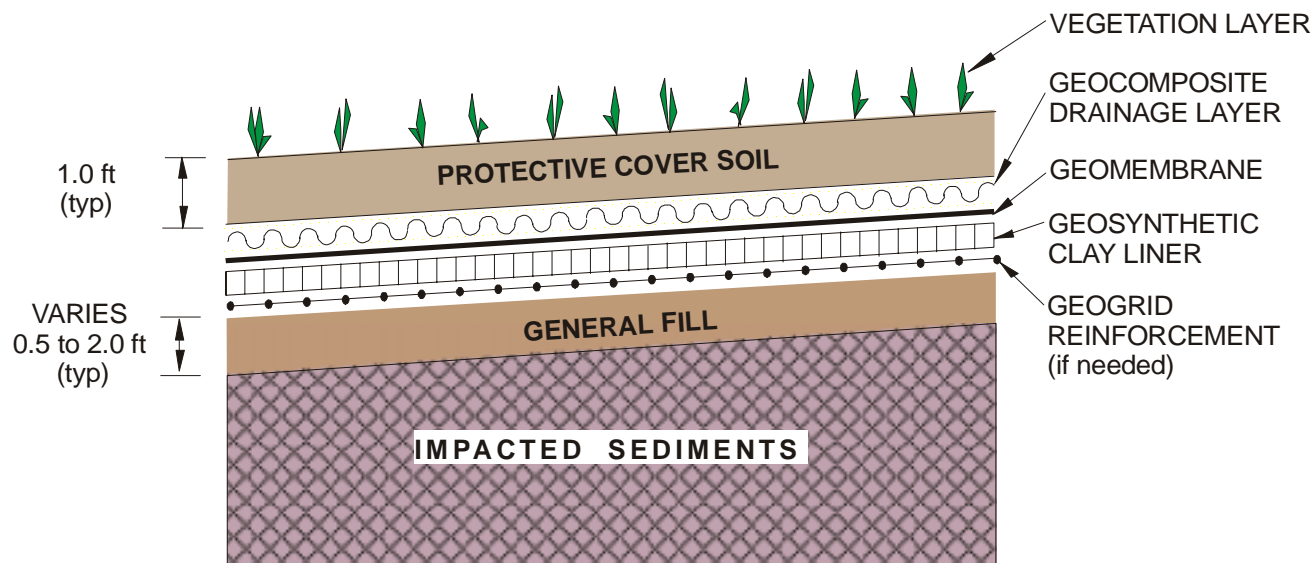 VEGETATION LAYER
GEOCOMPOSITE
DRAINAGE LAYER
1.0 ft
(typ)
PROTECTIVE COVER SOIL
GEOMEMBRANE
GEOSYNTHETIC
CLAY LINER
VARIES
0.5 to 2.0 ft
(typ)
GENERAL FILL
GEOGRID
REINFORCEMENT
(if needed)
IMPACTED SEDIMENTS